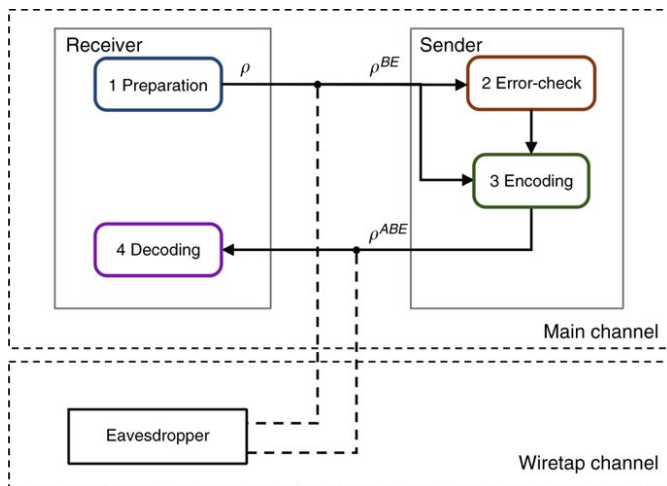 Receiver
Sender
1 Preparation
ρ
ρ^BE
2 Error-check
3 Encoding
4 Decoding
ρ^ABE
Main channel
Eavesdropper
Wiretap channel